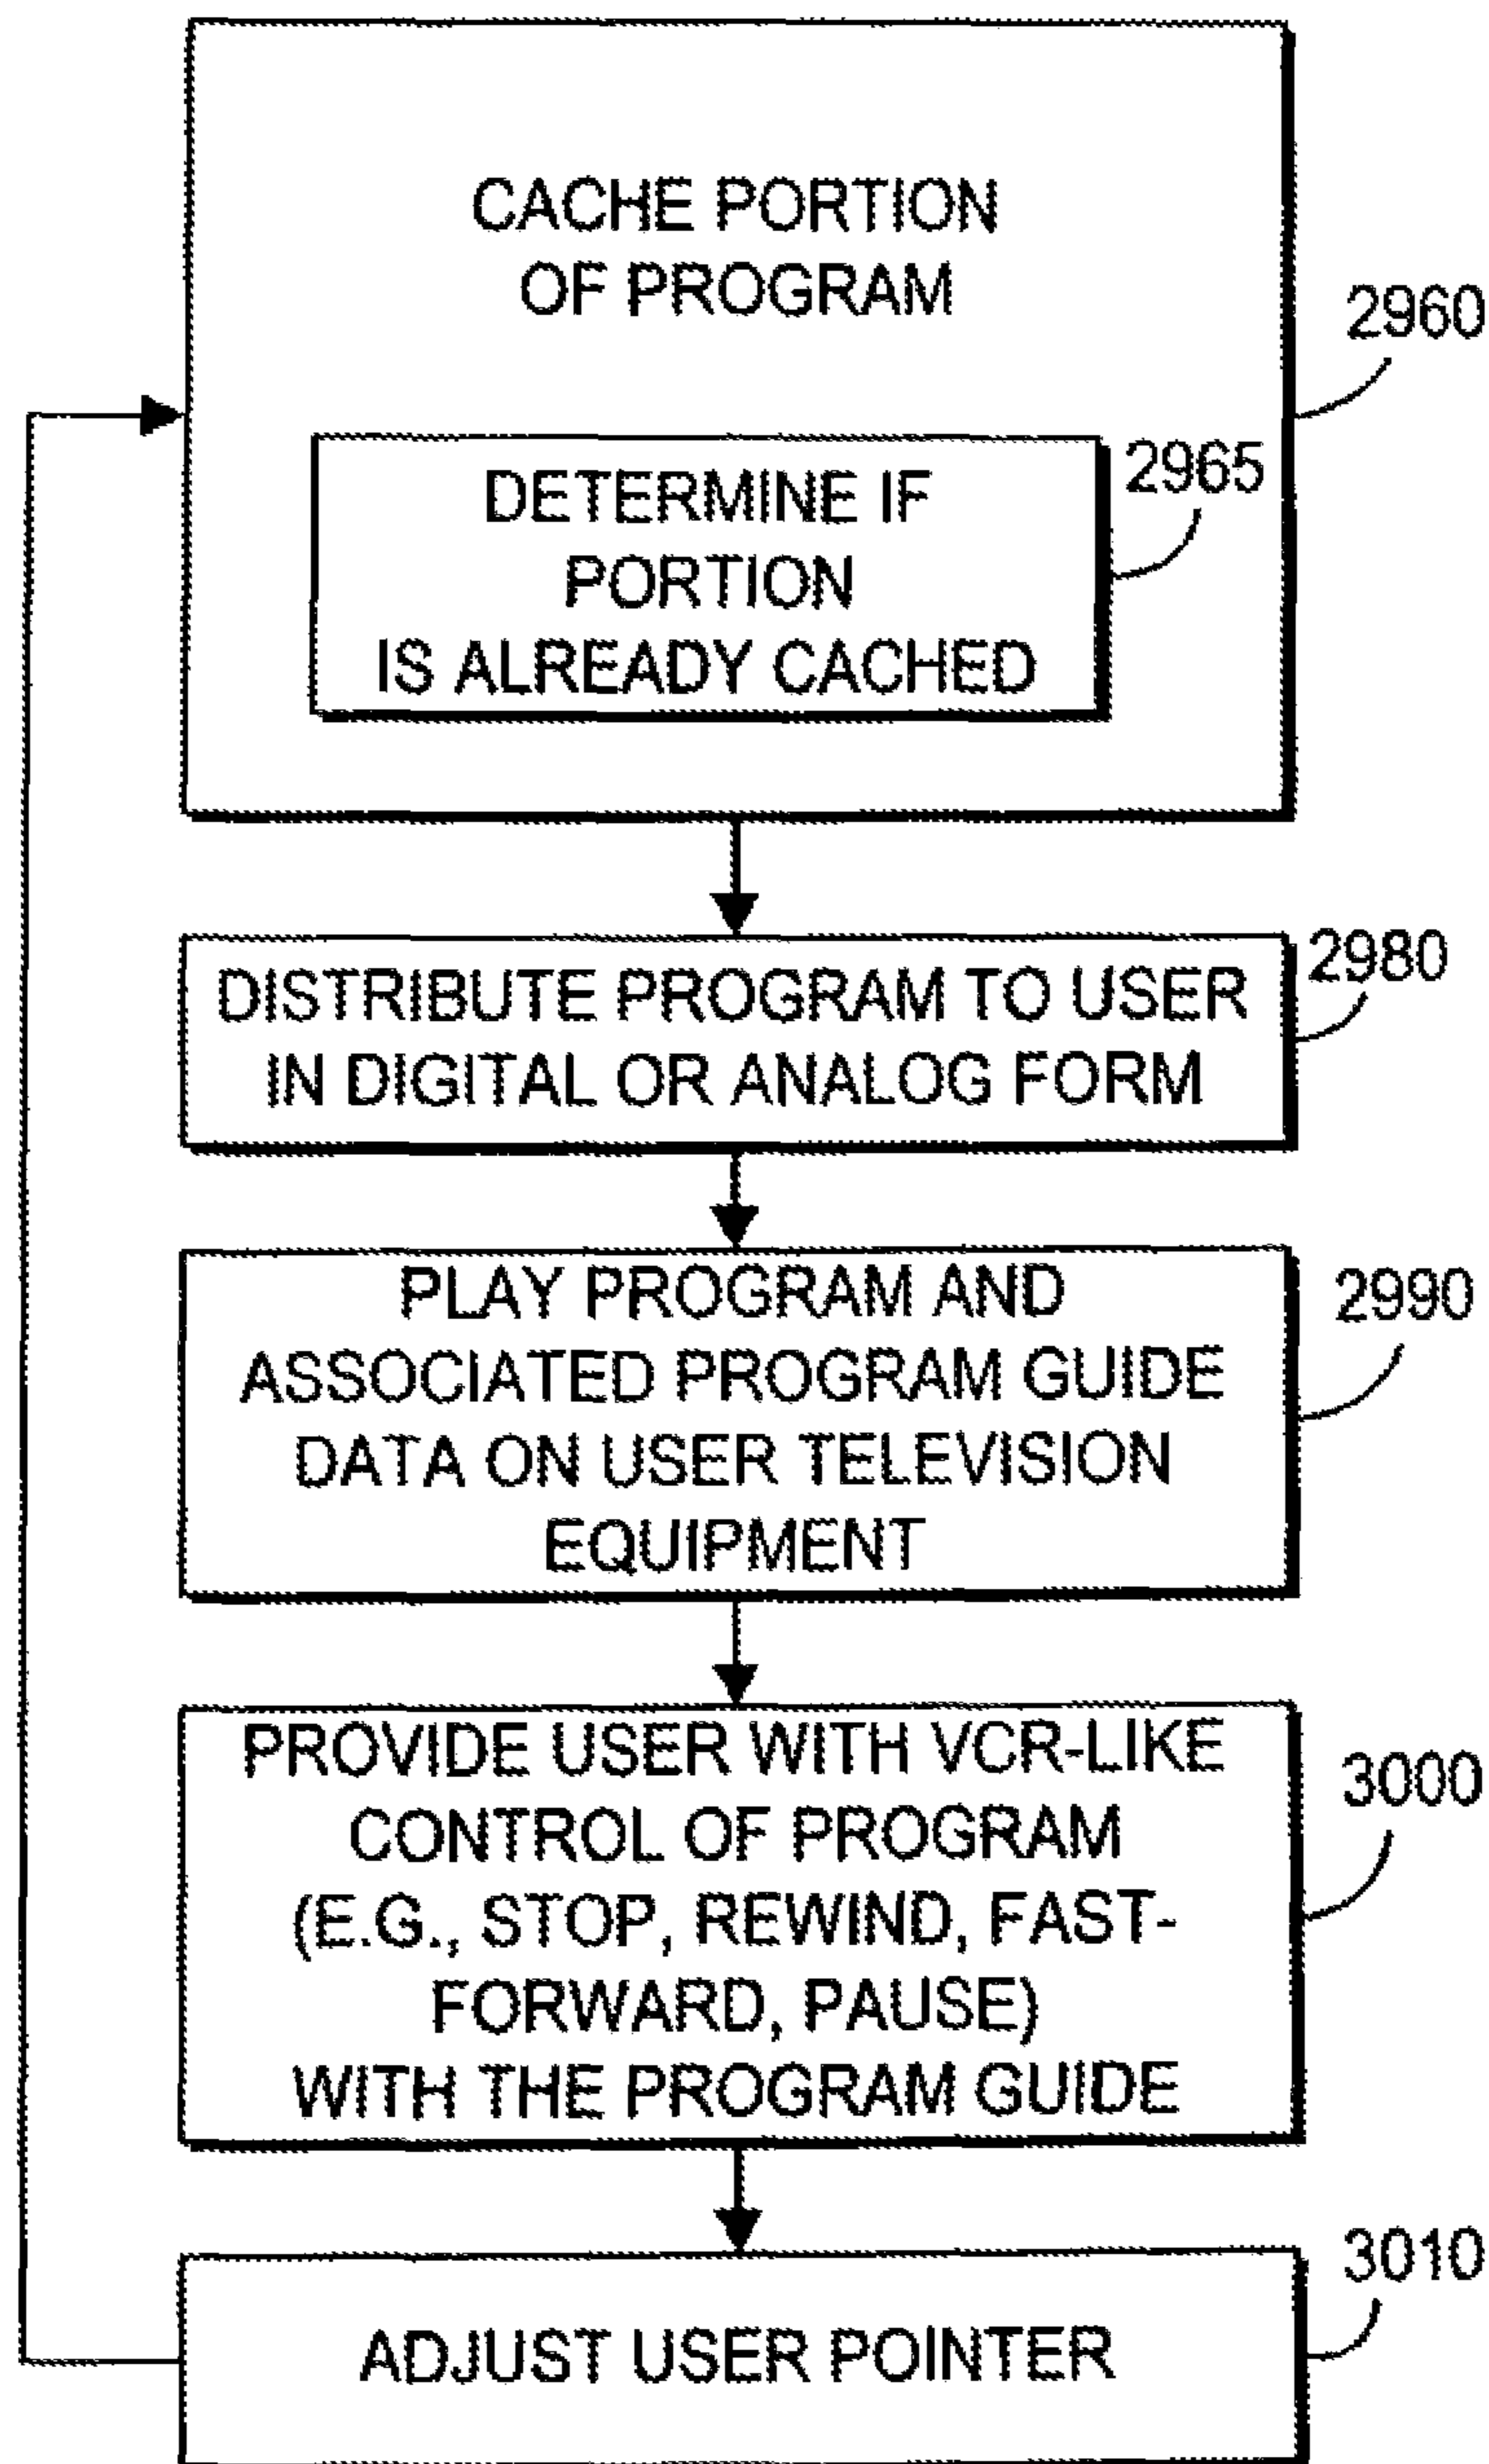 CACHE PORTION
OF PROGRAM
2960
DETERMINE IF
PORTION
IS ALREADY CACHED
2965
DISTRIBUTE PROGRAM TO USER
IN DIGITAL OR ANALOG FORM
2980
PLAY PROGRAM AND
ASSOCIATED PROGRAM GUIDE
DATA ON USER TELEVISION
EQUIPMENT
2990
PROVIDE USER WITH VCR-LIKE
CONTROL OF PROGRAM
(E.G., STOP, REWIND, FAST-
FORWARD, PAUSE)
WITH THE PROGRAM GUIDE
3000
ADJUST USER POINTER
3010